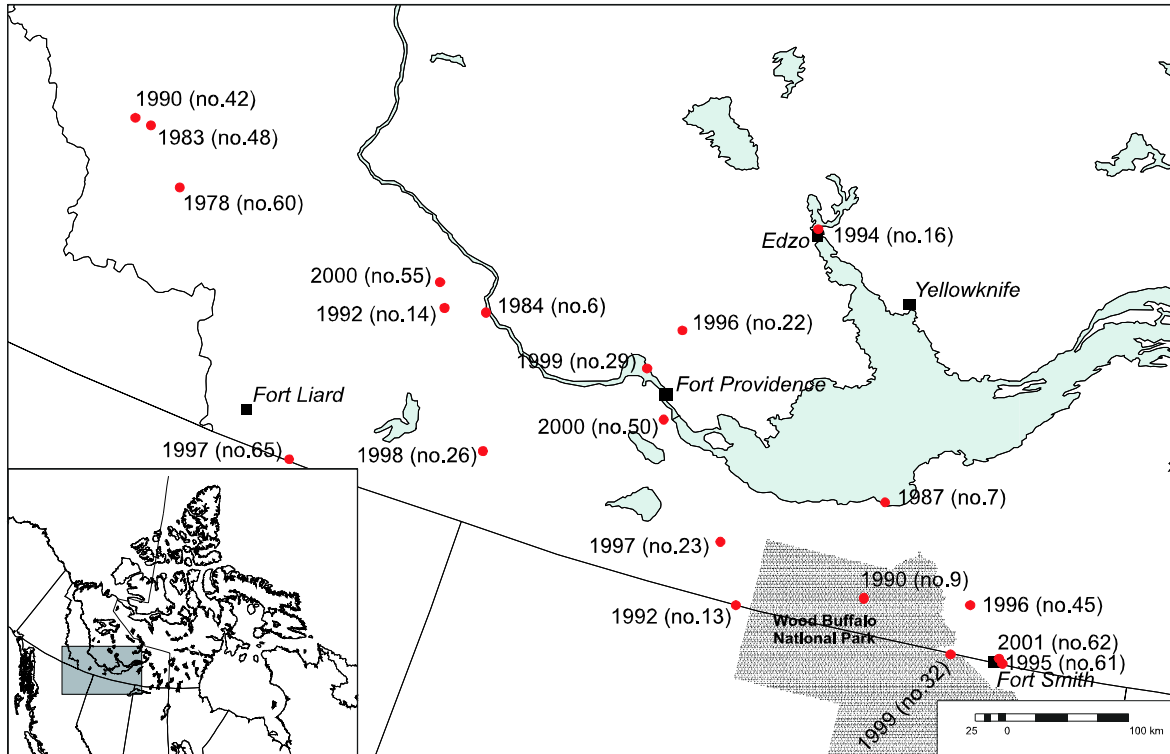 1990 (no.42)
1983 (no.48)
1978 (no.60)
Edzo
1994 (no.16)
2000 (no.55)
1992 (no.14)
1984 (no.6)
Yellowknife
1996 (no.22)
1999 (no.29)
Fort Providence
Fort Liard
2000 (no.50)
1997 (no.65)
1998 (no.26)
1987 (no.7)
1997 (no.23)
1990 (no.9)
1992 (no.13)
Wood Buffalo
National Park
1996 (no.45)
2001 (no.62)
1995 (no.61)
Fort Smith
1999 (no.32)
25 0 100 km